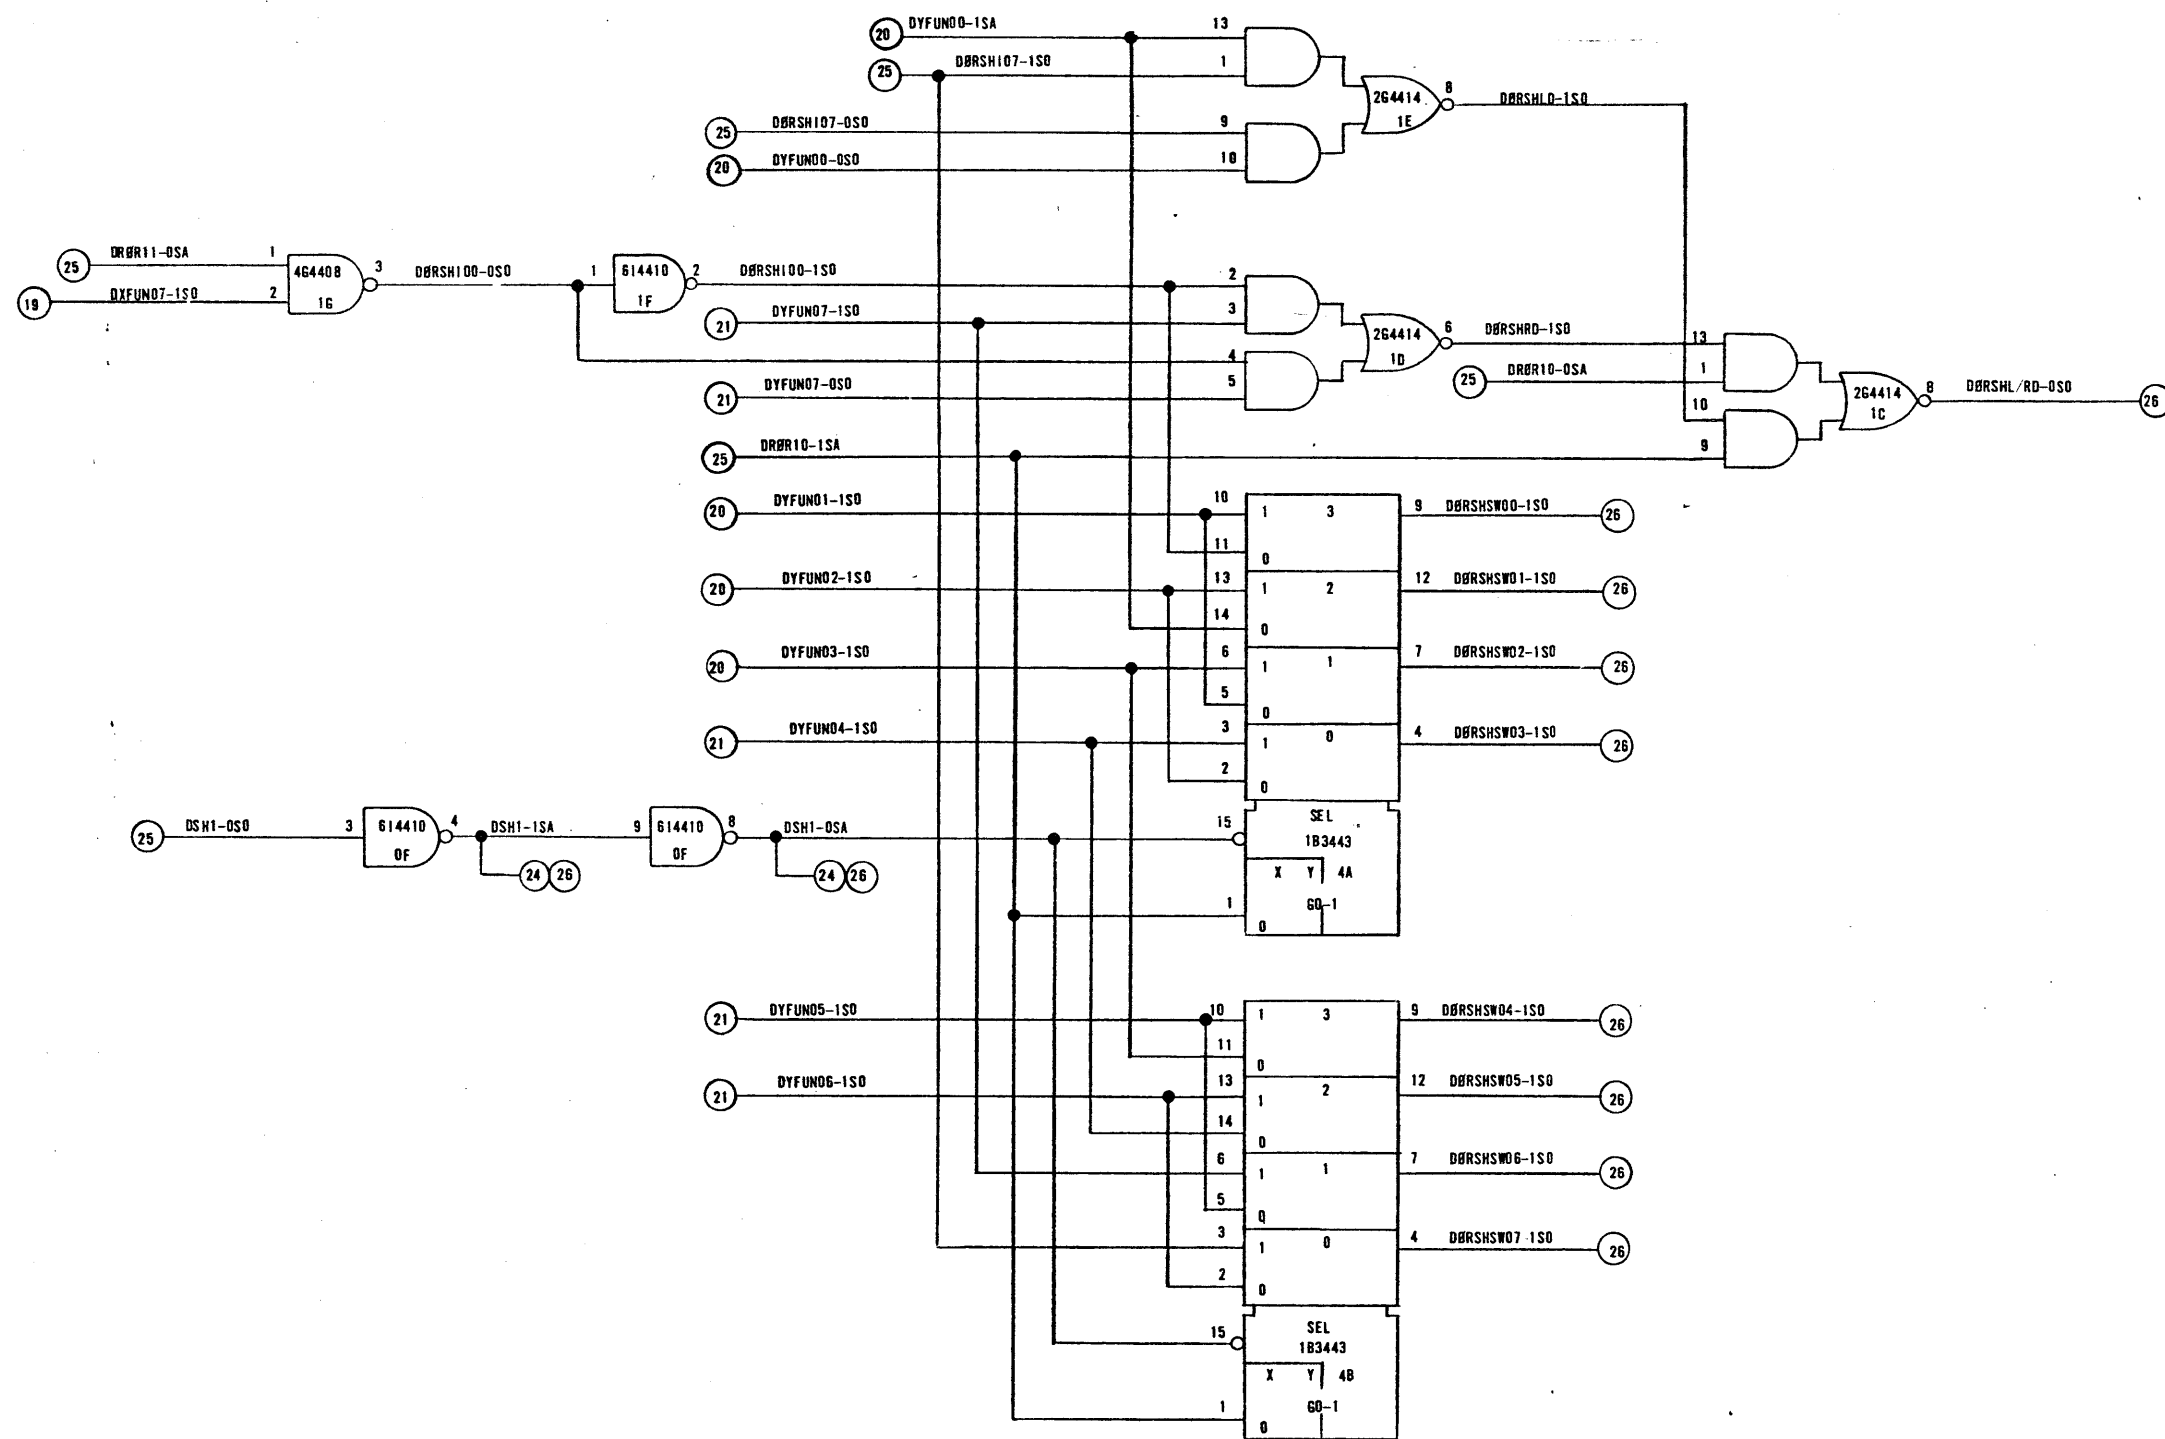 20 DYFUN00-1SA 13
25 DØRSHI07-1S0 1
2G4414 1E 8 DØRSHL0-1S0
25 DØRSHI07-0S0 9
20 DYFUN00-0S0 10
25 DRØR11-0SA 1
19 DXFUN07-1S0 2
4G4408 1G 3 DØRSHI00-0S0
1 6I4410 1F 2 DØRSHI00-1S0 2
21 DYFUN07-1S0 3
4
21 DYFUN07-0S0 5
2G4414 1D 6 DØRSHR0-1S0 13
25 DRØR10-0SA 1
10
2G4414 1C 8 DØRSHL/R0-0S0 26
25 DRØR10-1SA 9
20 DYFUN01-1S0 10 1 3 9 DØRSHSW00-1S0 26
11 0
20 DYFUN02-1S0 13 1 2 12 DØRSHSW01-1S0 26
14 0
20 DYFUN03-1S0 6 1 1 7 DØRSHSW02-1S0 26
5 0
21 DYFUN04-1S0 3 1 0 4 DØRSHSW03-1S0 26
2 0
25 DSH1-0S0 3 6I4410 0F 4 DSH1-1SA 9 6I4410 0F 8 DSH1-0SA 15
24 26
24 26
SEL
1B3443
X Y 4A
G0-1
1 0
21 DYFUN05-1S0 10 1 3 9 DØRSHSW04-1S0 26
11 0
21 DYFUN06-1S0 13 1 2 12 DØRSHSW05-1S0 26
14 0
6 1 1 7 DØRSHSW06-1S0 26
5 0
3 1 0 4 DØRSHSW07-1S0 26
2 0
SEL
15 1B3443
X Y 4B
G0-1
1 0